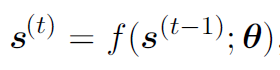 s^{(t)} = f(s^{(t−1)}; θ).